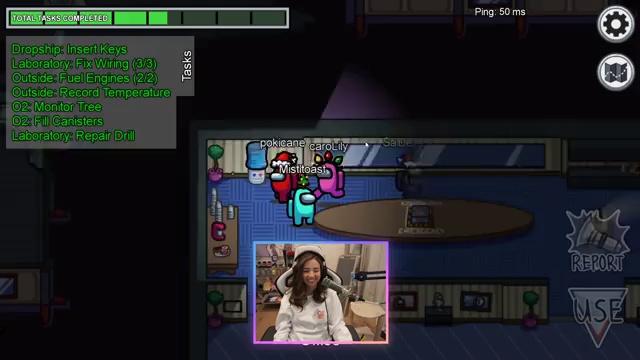 TOTAL TASKS COMPLETED
Ping: 50 ms
Dropship: Insert Keys
Laboratory: Fix Wiring (3/3)
Outside: Fuel Engines (2/2)
Outside: Record Temperature
O2: Monitor Tree
O2: Fill Canisters
Laboratory: Repair Drill
Tasks
pokicane
caroLily
Mistltoast
REPORT
USE